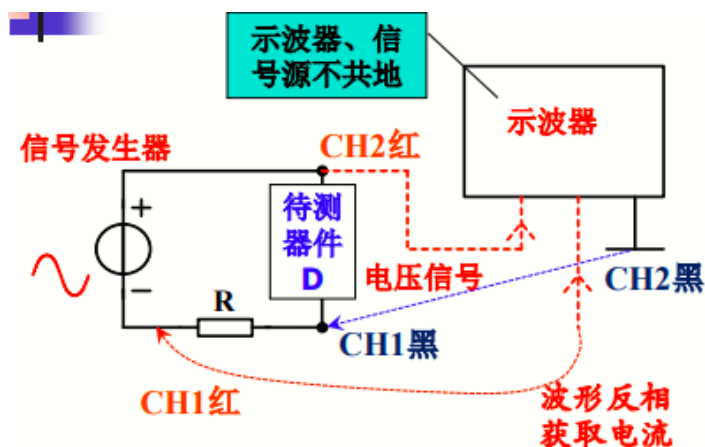 示波器、信
号源不共地
示波器
信号发生器
CH2红
+
待测
器件
D
电压信号
−
R
CH2黑
CH1黑
CH1红
波形反相
获取电流